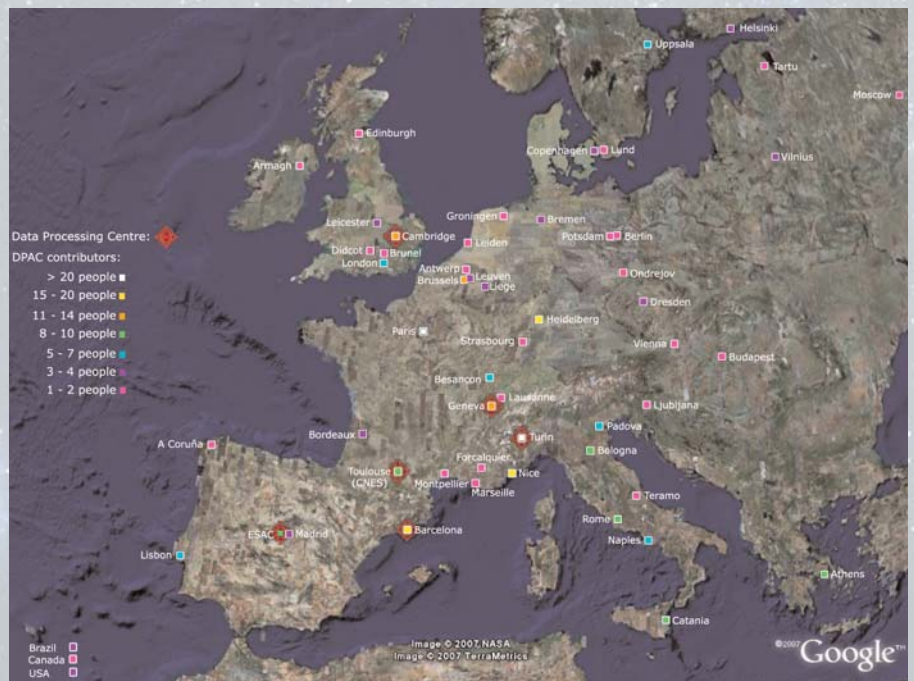 Helsinki
Uppsala
Tartu
Moscow
Edinburgh
Copenhagen
Lund
Vilnius
Armagh
Groningen
Bremen
Leicester
Data Processing Centre:
Cambridge
Potsdam
Berlin
Leiden
Didcot
Brunel
DPAC contributors:
London
Antwerp
Ondrejov
> 20 people
Brussels
Leuven
Liege
15 - 20 people
Dresden
11 - 14 people
Heidelberg
8 - 10 people
Paris
Strasbourg
Vienna
5 - 7 people
Budapest
3 - 4 people
Besançon
1 - 2 people
Lausanne
Geneva
Ljubijana
Padova
Bordeaux
Turin
A Coruña
Bologna
Forcalquier
Toulouse
(CNES)
Nice
Montpellier
Marseille
Teramo
Rome
Barcelona
ESAC
Madrid
Naples
Lisbon
Athens
Catania
Brazil
Canada
USA
Image © 2007 NASA
Image © 2007 TerraMetrics
©2007 Google™